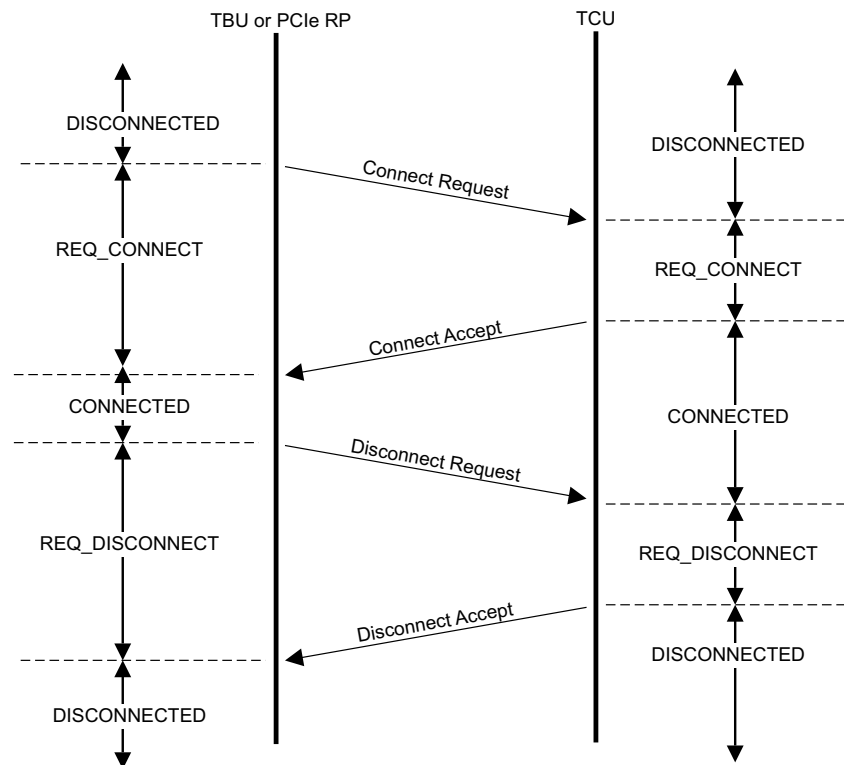 TBU or PCIe RP
TCU
DISCONNECTED
DISCONNECTED
Connect Request
REQ_CONNECT
REQ_CONNECT
Connect Accept
CONNECTED
CONNECTED
Disconnect Request
REQ_DISCONNECT
REQ_DISCONNECT
Disconnect Accept
DISCONNECTED
DISCONNECTED